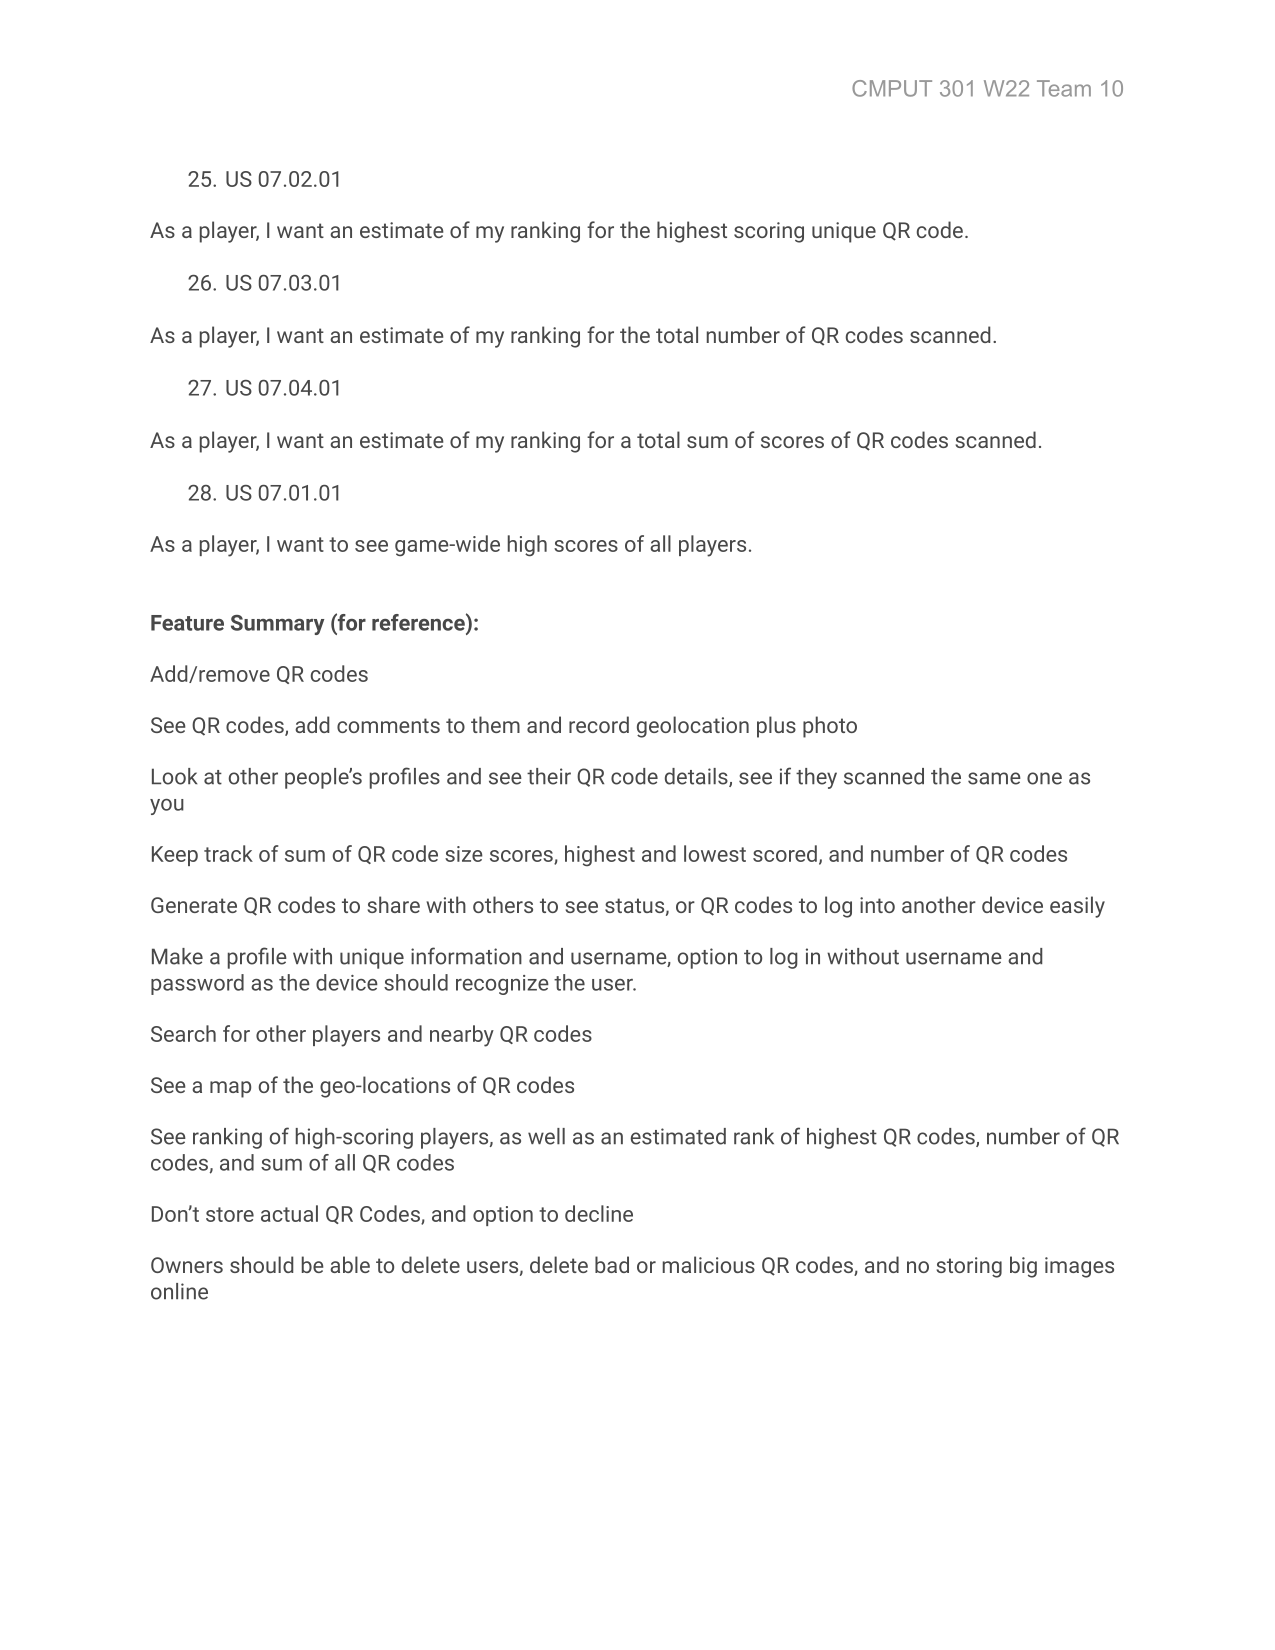 CMPUT 301 W22 Team 10
25. US 07.02.01
As a player, I want an estimate of my ranking for the highest scoring unique QR code.
26. US 07.03.01
As a player, I want an estimate of my ranking for the total number of QR codes scanned.
27. US 07.04.01
As a player, I want an estimate of my ranking for a total sum of scores of QR codes scanned.
28. US 07.01.01
As a player, I want to see game-wide high scores of all players.
Feature Summary (for reference):
Add/remove QR codes
See QR codes, add comments to them and record geolocation plus photo
Look at other people’s profiles and see their QR code details, see if they scanned the same one as
you
Keep track of sum of QR code size scores, highest and lowest scored, and number of QR codes
Generate QR codes to share with others to see status, or QR codes to log into another device easily
Make a profile with unique information and username, option to log in without username and
password as the device should recognize the user.
Search for other players and nearby QR codes
See a map of the geo-locations of QR codes
See ranking of high-scoring players, as well as an estimated rank of highest QR codes, number of QR
codes, and sum of all QR codes
Don’t store actual QR Codes, and option to decline
Owners should be able to delete users, delete bad or malicious QR codes, and no storing big images
online